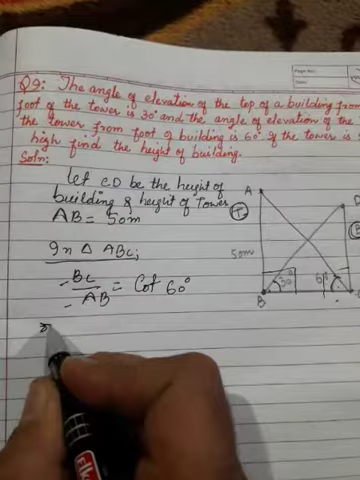 Page No.
Q9: The angle of elevation of the top of a building from
foot of the tower is 30° and the angle of elevation of the
the tower from foot of building is 60°. If the tower is
high find the height of building.
Soln:
let CD be the height of
building & height of Tower
AB = 50m
In △ ABC,
BC/AB = Cot 60°
A
D
T
B
50m
30°
60°
B